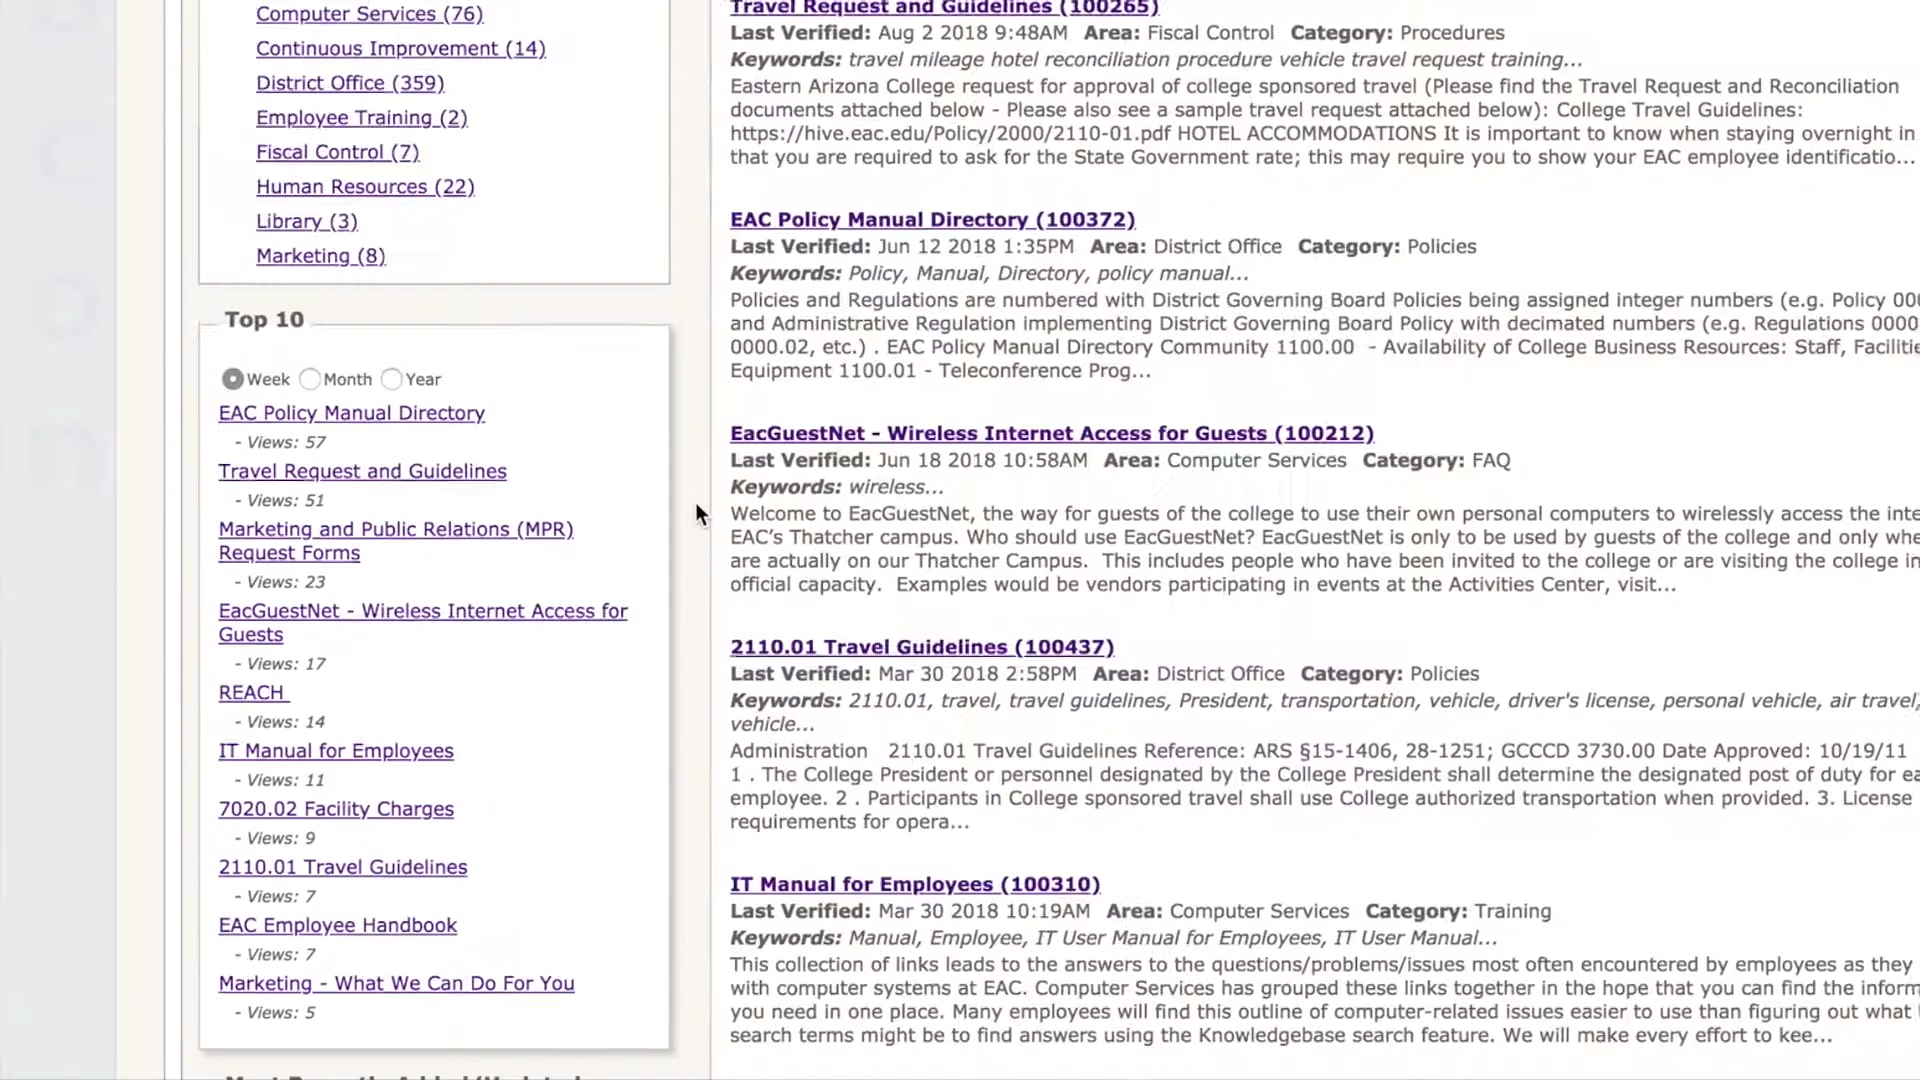 Computer Services (76)
Continuous Improvement (14)
District Office (359)
Employee Training (2)
Fiscal Control (7)
Human Resources (22)
Library (3)
Marketing (8)
Top 10
Week Month Year
EAC Policy Manual Directory
- Views: 57
Travel Request and Guidelines
- Views: 51
Marketing and Public Relations (MPR)
Request Forms
- Views: 23
EacGuestNet - Wireless Internet Access for
Guests
- Views: 17
REACH
- Views: 14
IT Manual for Employees
- Views: 11
7020.02 Facility Charges
- Views: 9
2110.01 Travel Guidelines
- Views: 7
EAC Employee Handbook
- Views: 7
Marketing - What We Can Do For You
- Views: 5
Travel Request and Guidelines (100265)
Last Verified: Aug 2 2018 9:48AM Area: Fiscal Control Category: Procedures
Keywords: travel mileage hotel reconciliation procedure vehicle travel request training...
Eastern Arizona College request for approval of college sponsored travel (Please find the Travel Request and Reconciliation
documents attached below - Please also see a sample travel request attached below): College Travel Guidelines:
https://hive.eac.edu/Policy/2000/2110-01.pdf HOTEL ACCOMMODATIONS It is important to know when staying overnight in
that you are required to ask for the State Government rate; this may require you to show your EAC employee identificatio...
EAC Policy Manual Directory (100372)
Last Verified: Jun 12 2018 1:35PM Area: District Office Category: Policies
Keywords: Policy, Manual, Directory, policy manual...
Policies and Regulations are numbered with District Governing Board Policies being assigned integer numbers (e.g. Policy
and Administrative Regulation implementing District Governing Board Policy with decimated numbers (e.g. Regulations 0000
0000.02, etc.) . EAC Policy Manual Directory Community 1100.00 - Availability of College Business Resources: Staff,
Equipment 1100.01 - Teleconference Prog...
EacGuestNet - Wireless Internet Access for Guests (100212)
Last Verified: Jun 18 2018 10:58AM Area: Computer Services Category: FAQ
Keywords: wireless...
Welcome to EacGuestNet, the way for guests of the college to use their own personal computers to wirelessly access the
EAC’s Thatcher campus. Who should use EacGuestNet? EacGuestNet is only to be used by guests of the college and only
are actually on our Thatcher Campus. This includes people who have been invited to the college or are visiting the college in
official capacity. Examples would be vendors participating in events at the Activities Center, visit...
2110.01 Travel Guidelines (100437)
Last Verified: Mar 30 2018 2:58PM Area: District Office Category: Policies
Keywords: 2110.01, travel, travel guidelines, President, transportation, vehicle, driver's license, personal vehicle, air travel,
vehicle...
Administration 2110.01 Travel Guidelines Reference: ARS §15-1406, 28-1251; GCCCD 3730.00 Date Approved: 10/19/11
1 . The College President or personnel designated by the College President shall determine the designated post of duty for
employee. 2 . Participants in College sponsored travel shall use College authorized transportation when provided. 3. License
requirements for opera...
IT Manual for Employees (100310)
Last Verified: Mar 30 2018 10:19AM Area: Computer Services Category: Training
Keywords: Manual, Employee, IT User Manual for Employees, IT User Manual...
This collection of links leads to the answers to the questions/problems/issues most often encountered by employees as they
with computer systems at EAC. Computer Services has grouped these links together in the hope that you can find the
you need in one place. Many employees will find this outline of computer-related issues easier to use than figuring out what
search terms might be to find answers using the Knowledgebase search feature. We will make every effort to kee...